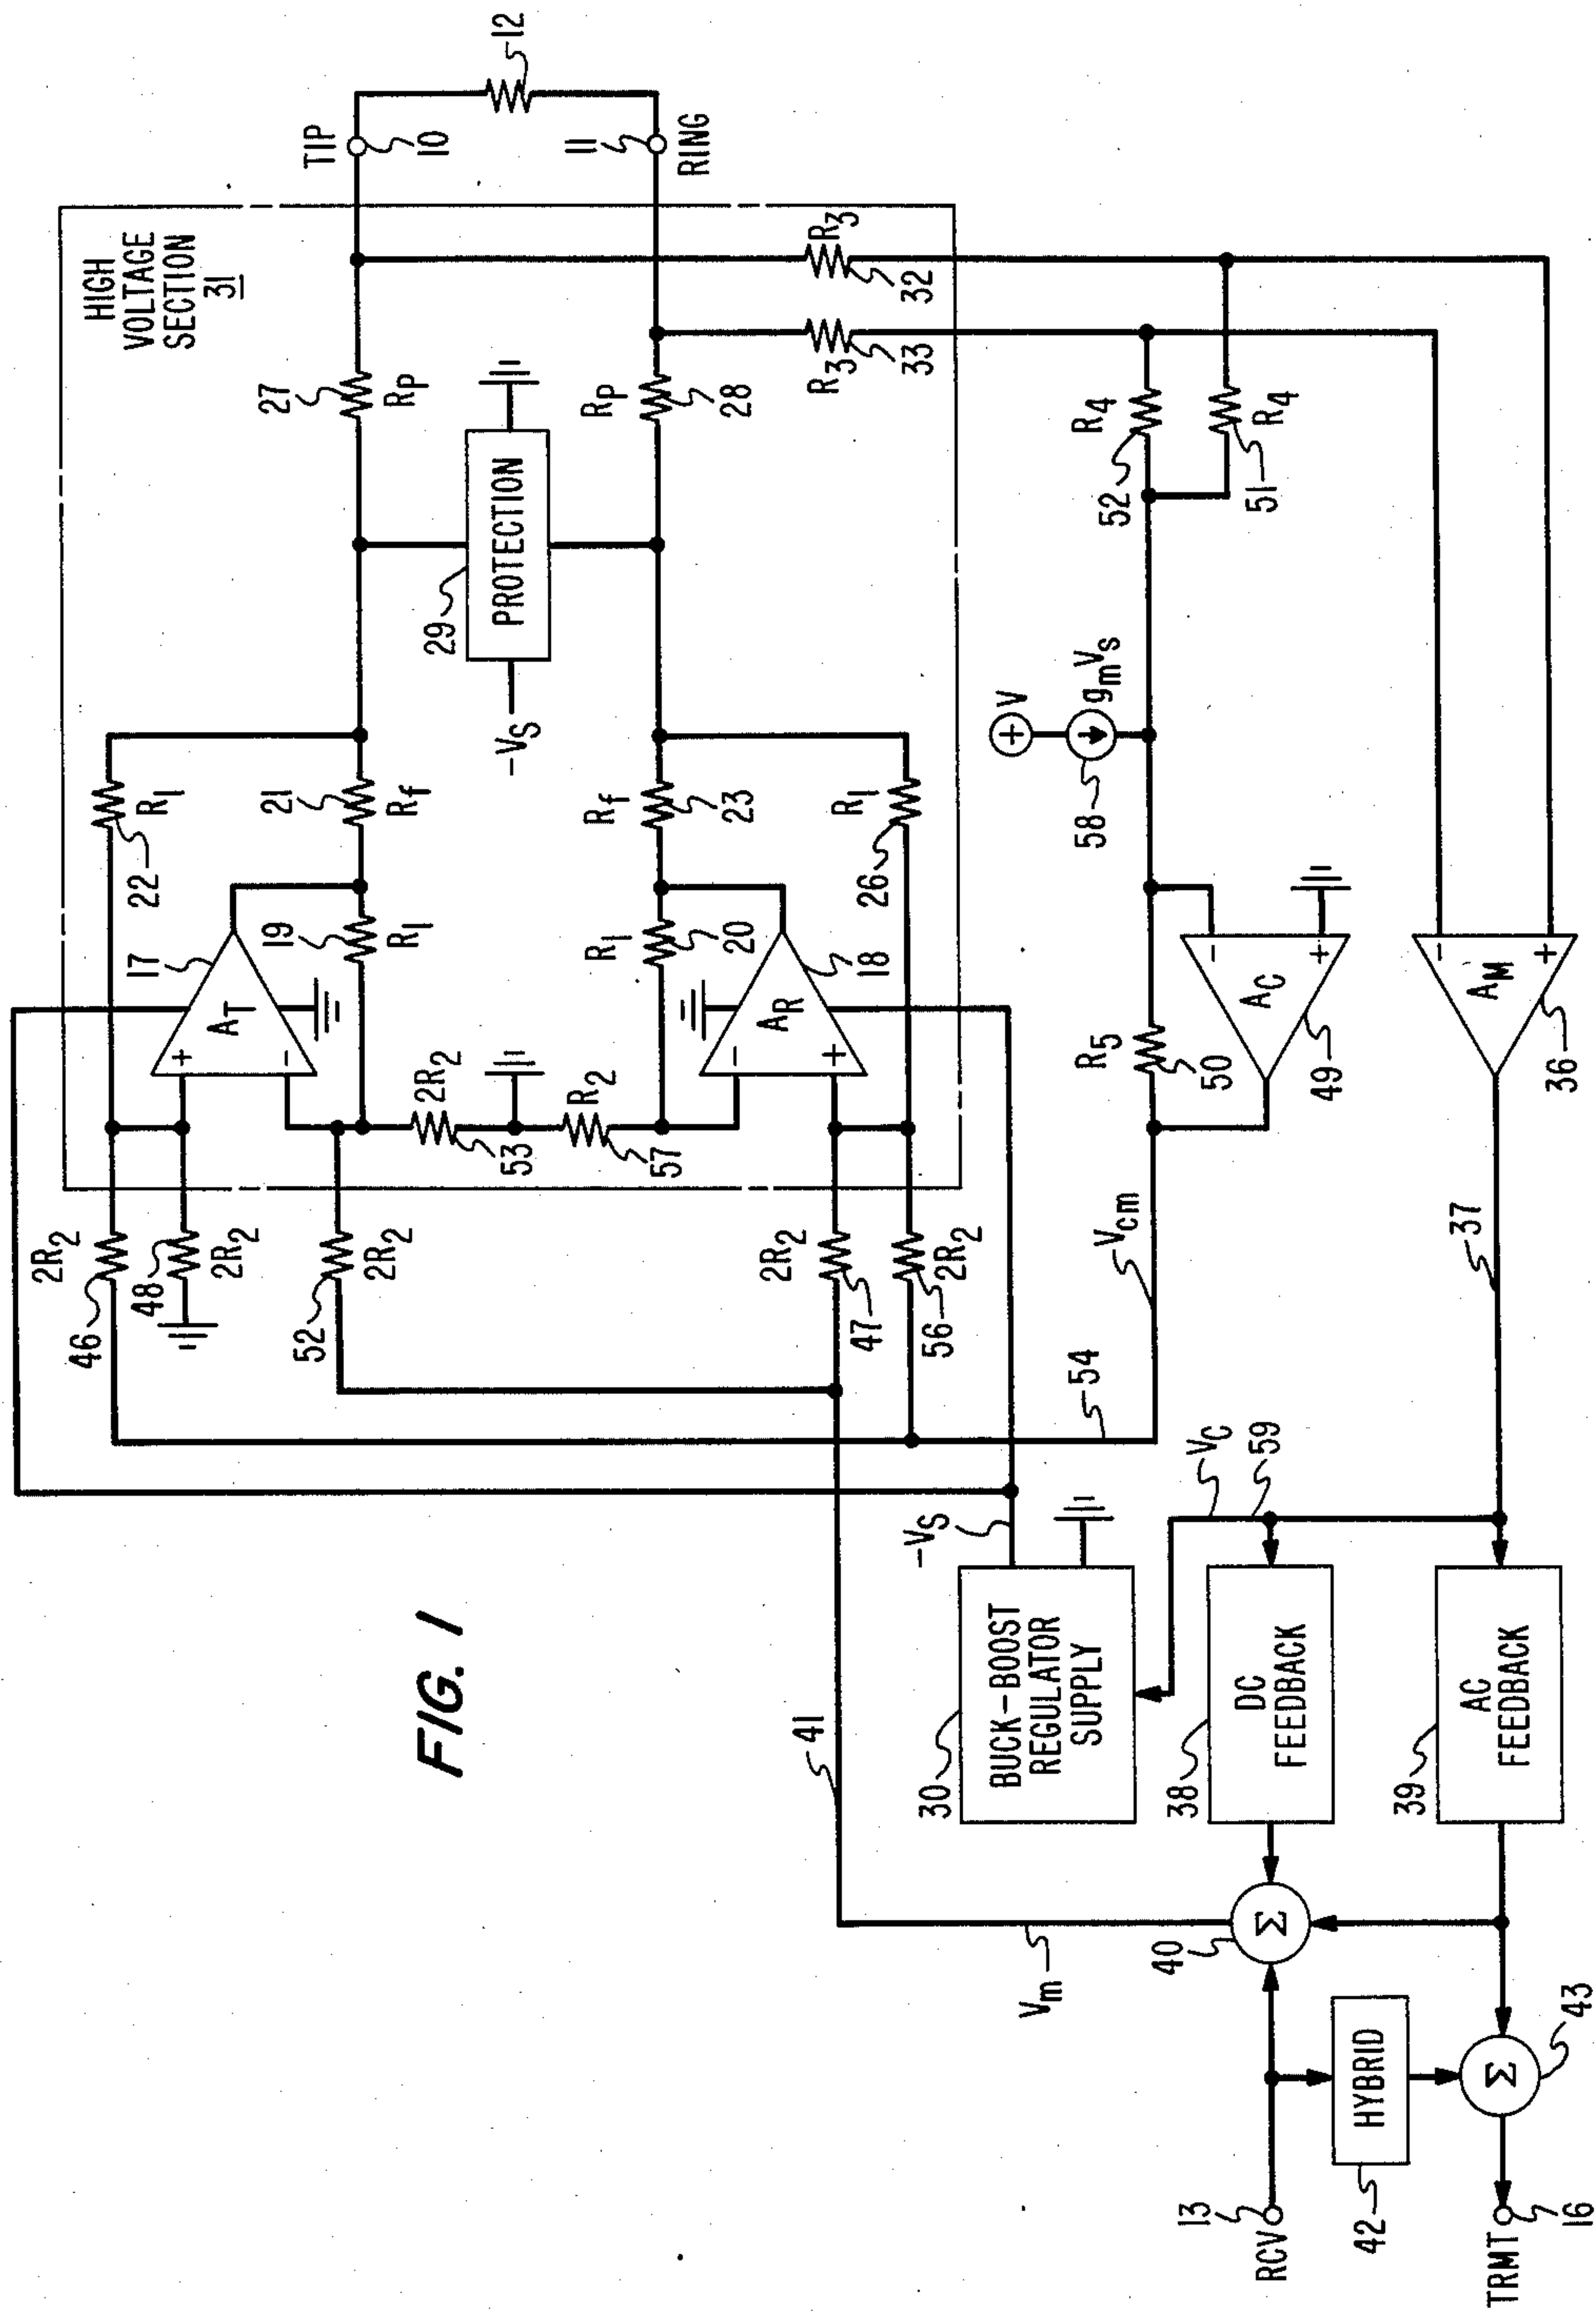 HIGH
VOLTAGE
SECTION
31
TIP
10
12
11
RING
27
Rp
Rp
28
29
PROTECTION
-VS
R3
32
R3
33
22
R1
21
Rf
Rf
23
R1
26
17
AT
+
-
19
R1
R1
20
AR
18
-
+
2R2
53
R2
57
2R2
46
48
2R2
52
2R2
2R2
47
56
2R2
R4
52
51
R4
+
V
58
gmVs
R5
50
AC
-
+
49
AM
-
+
36
Vcm
54
37
-VS
VC
59
41
30
BUCK-BOOST
REGULATOR
SUPPLY
38
DC
FEEDBACK
39
AC
FEEDBACK
Vm
40
Σ
Σ
43
HYBRID
42
13
RCV
TRMT
16
FIG. 1